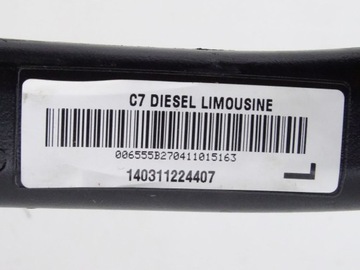 C7 DIESEL LIMOUSINE
006555B270411015163
140311224407